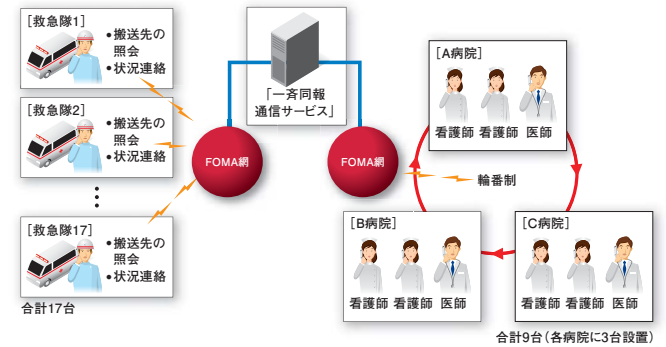 [救急隊1]
●搬送先の
照会
●状況連絡
[救急隊2]
●搬送先の
照会
●状況連絡
[救急隊17]
●搬送先の
照会
●状況連絡
合計17台
FOMA網
「一斉同報
通信サービス」
FOMA網
輪番制
[A病院]
看護師 看護師 医師
[B病院]
看護師 看護師 医師
[C病院]
看護師 看護師 医師
合計9台（各病院に3台設置）